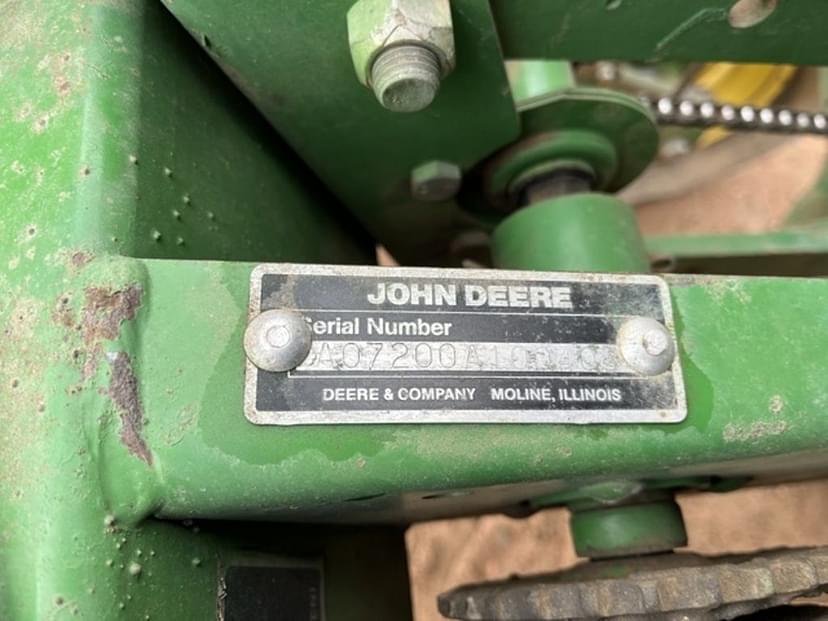 JOHN DEERE
Serial Number
DEERE & COMPANY MOLINE, ILLINOIS